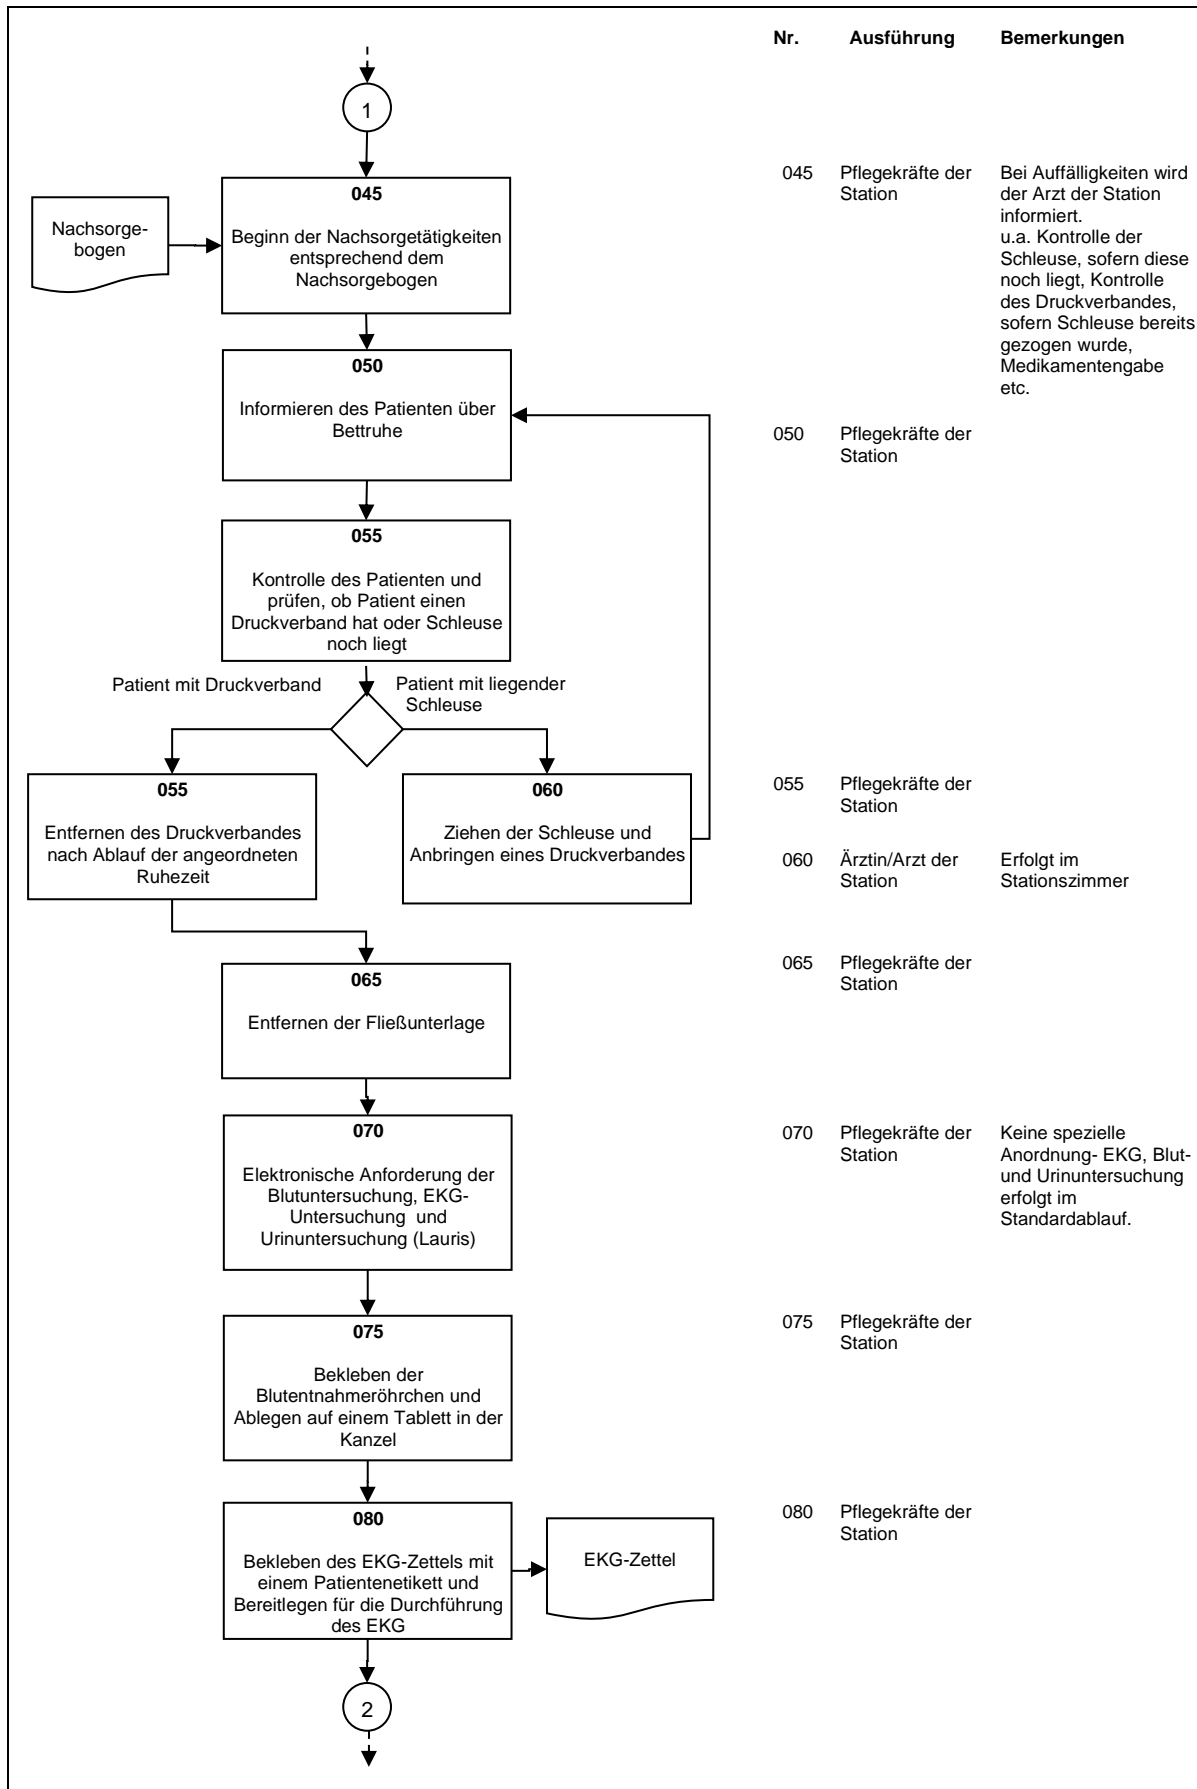 Nr. Ausführung Bemerkungen
1
045
Nachsorge-
bogen
Beginn der Nachsorgetätigkeiten
entsprechend dem
Nachsorgebogen
045 Pflegekräfte der Bei Auffälligkeiten wird
Station der Arzt der Station
informiert.
u.a. Kontrolle der
Schleuse, sofern diese
noch liegt, Kontrolle
des Druckverbandes,
sofern Schleuse bereits
gezogen wurde,
Medikamentengabe
etc.
050
Informieren des Patienten über
Bettruhe
050 Pflegekräfte der
Station
055
Kontrolle des Patienten und
prüfen, ob Patient einen
Druckverband hat oder Schleuse
noch liegt
Patient mit Druckverband
Patient mit liegender
Schleuse
055
Entfernen des Druckverbandes
nach Ablauf der angeordneten
Ruhezeit
060
Ziehen der Schleuse und
Anbringen eines Druckverbandes
055 Pflegekräfte der
Station
060 Ärztin/Arzt der Erfolgt im
Station Stationszimmer
065
Entfernen der Fließunterlage
065 Pflegekräfte der
Station
070
Elektronische Anforderung der
Blutuntersuchung, EKG-
Untersuchung und
Urinuntersuchung (Lauris)
070 Pflegekräfte der Keine spezielle
Station Anordnung- EKG, Blut-
und Urinuntersuchung
erfolgt im
Standardablauf.
075
Bekleben der
Blutentnahmeröhrchen und
Ablegen auf einem Tablett in der
Kanzel
075 Pflegekräfte der
Station
080
Bekleben des EKG-Zettels mit
einem Patientenetikett und
Bereitlegen für die Durchführung
des EKG
EKG-Zettel
080 Pflegekräfte der
Station
2